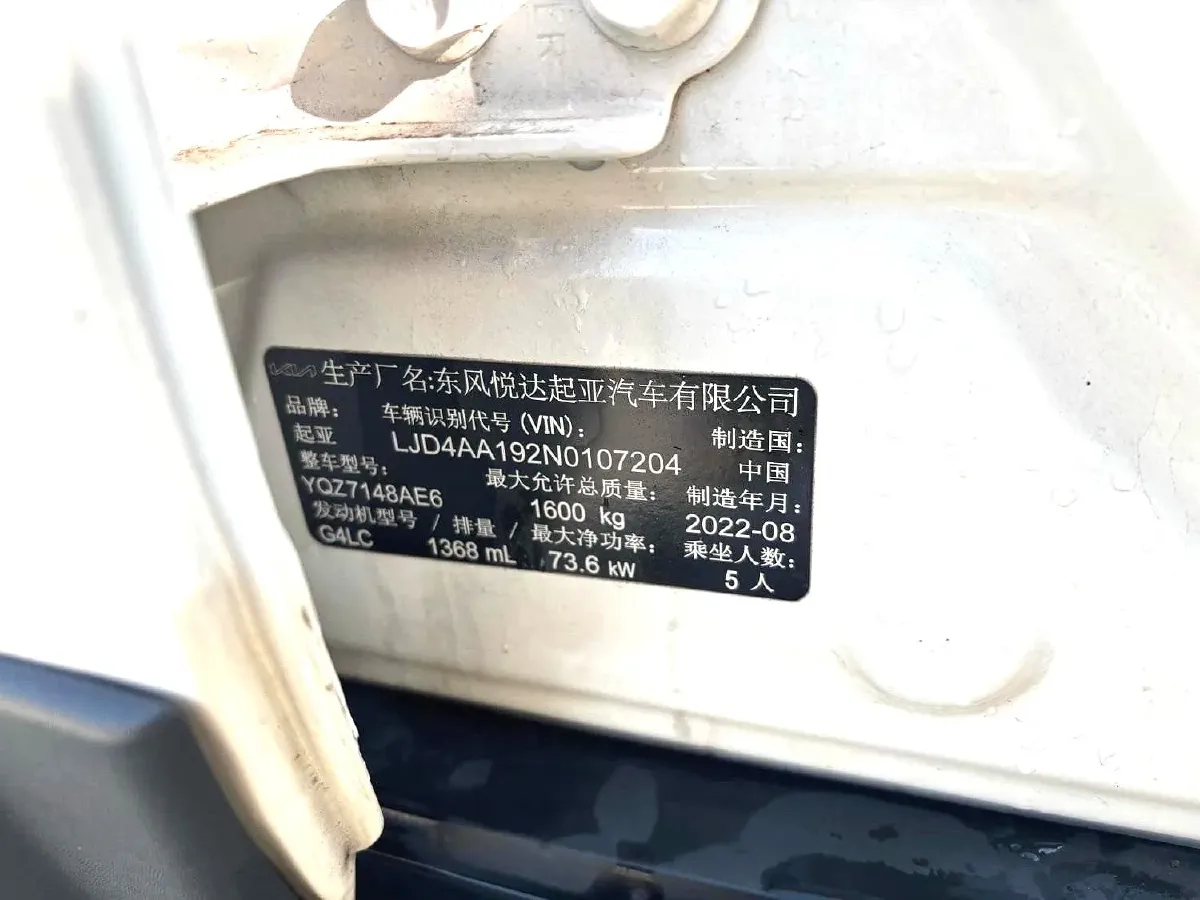 KIA 生产厂名:东风悦达起亚汽车有限公司
品牌: 车辆识别代号(VIN): 制造国:
起亚 LJD4AA192N0107204 中国
整车型号: 最大允许总质量: 制造年月:
YQZ7148AE6 1600 kg 2022-08
发动机型号 / 排量 / 最大净功率: 乘坐人数:
G4LC 1368 mL 73.6 kW 5 人